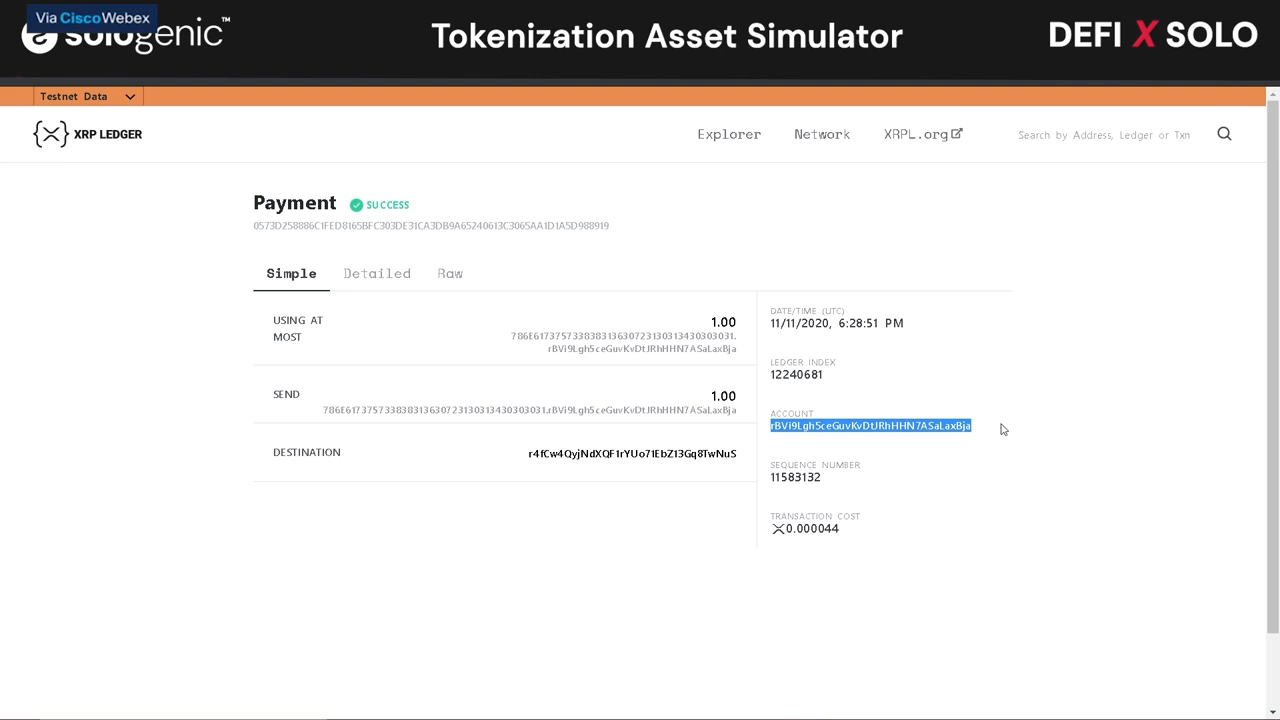 Via CiscoWebex
sologenic™
Tokenization Asset Simulator
DEFI X SOLO
Testnet Data
XRP LEDGER
Explorer
Network
XRPL.org
Search by Address, Ledger or Txn
Payment
SUCCESS
0573D258886C1FED8165BFC303DE31CA3DB9A65240613C3065AA1D1A5D988919
Simple
Detailed
Raw
USING AT
MOST
1.00
786E617375733838313630723130313430303031.
rBVi9Lgh5ceGuvKvDtJRhHHN7ASaLaxBja
SEND
1.00
786E617375733838313630723130313430303031.rBVi9Lgh5ceGuvKvDtJRhHHN7ASaLaxBja
DESTINATION
r4fCw4QyjNdXQF1rYUo71EbZ13Gq8TwNuS
DATE/TIME (UTC)
11/11/2020, 6:28:51 PM
LEDGER INDEX
12240681
ACCOUNT
rBVi9Lgh5ceGuvKvDtJRhHHN7ASaLaxBja
SEQUENCE NUMBER
11583132
TRANSACTION COST
0.000044